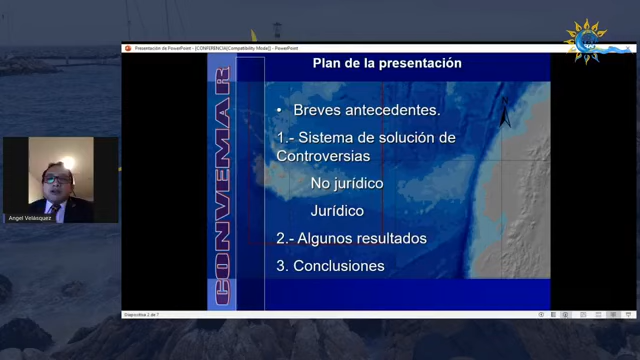 Presentación de PowerPoint - [CONFERENCIA[Compatibility Mode]] - PowerPoint
Plan de la presentación
CONVEMAR
• Breves antecedentes.
1.- Sistema de solución de
Controversias
No jurídico
Jurídico
2.- Algunos resultados
3. Conclusiones
Angel Velásquez
Diapositiva 2 de 7